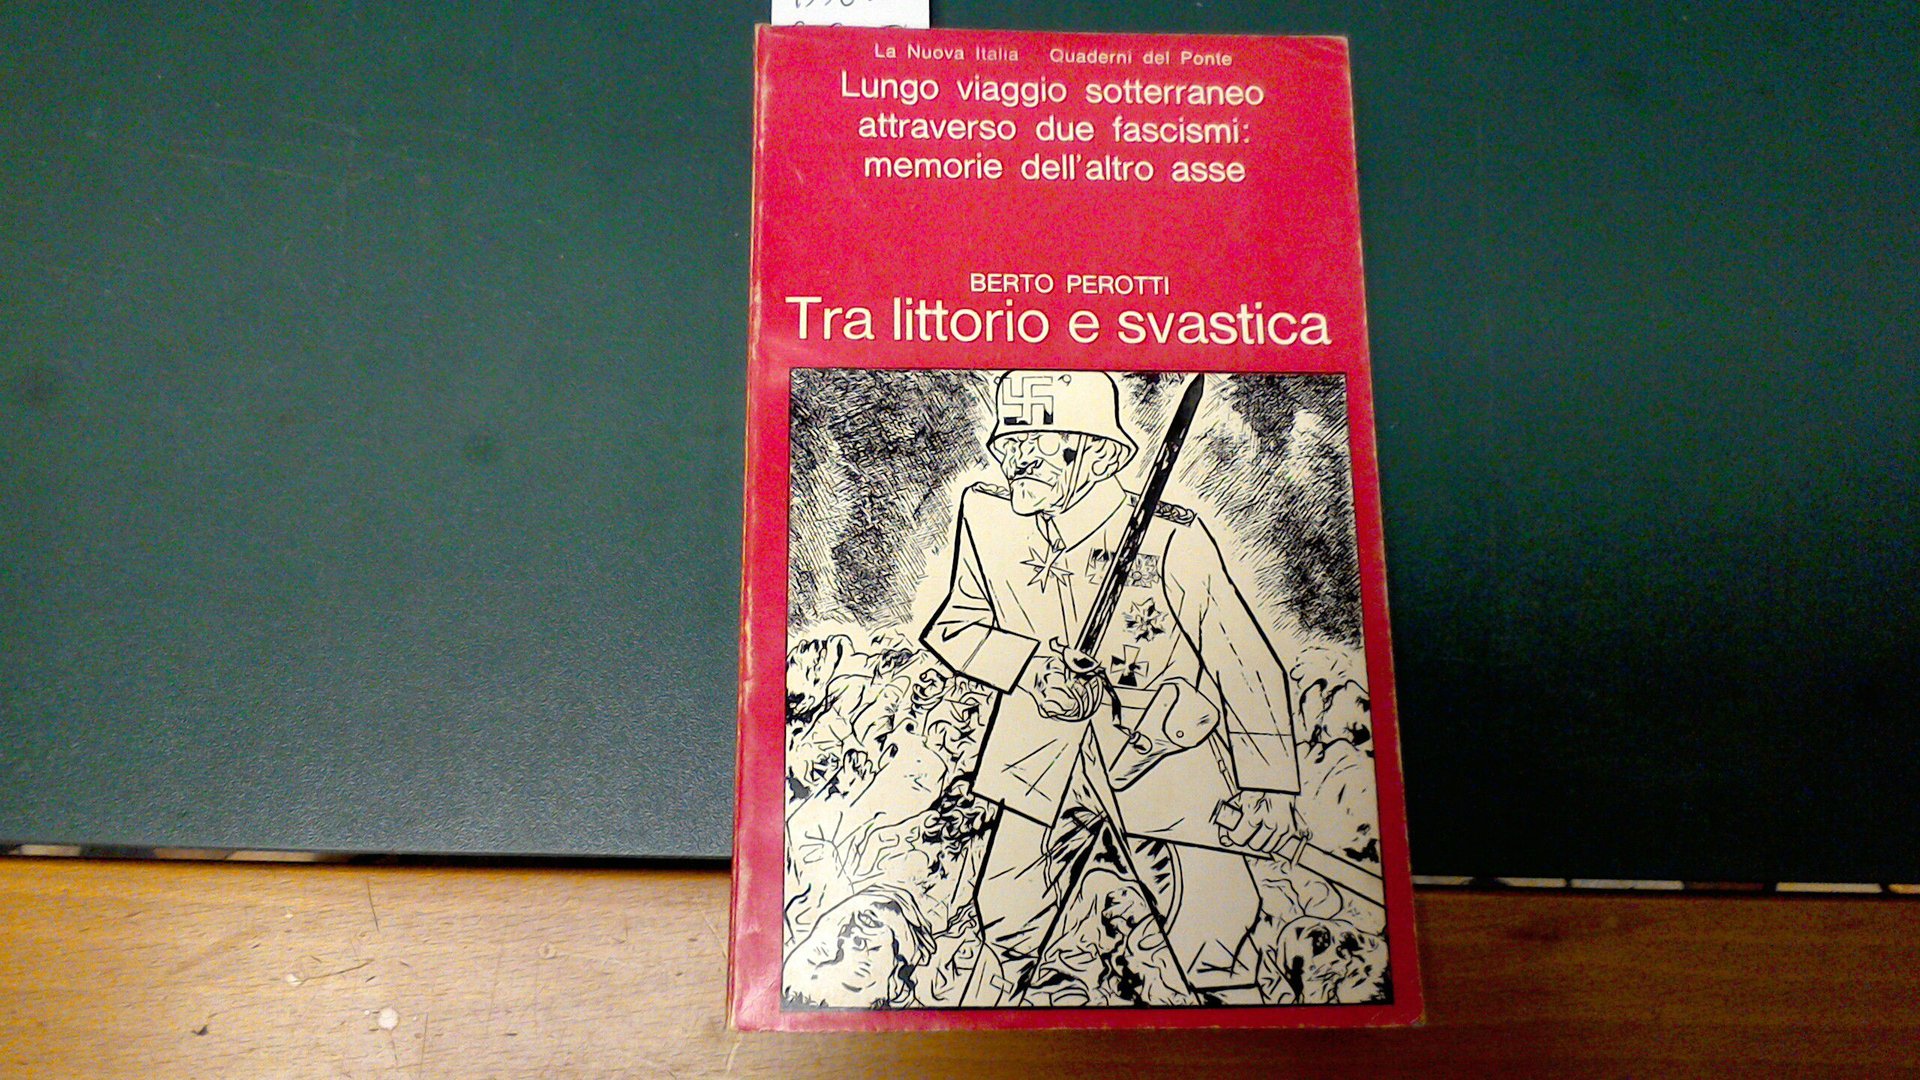 La Nuova Italia Quaderni del Ponte
Lungo viaggio sotterraneo
attraverso due fascismi:
memorie dell'altro asse
BERTO PEROTTI
Tra littorio e svastica